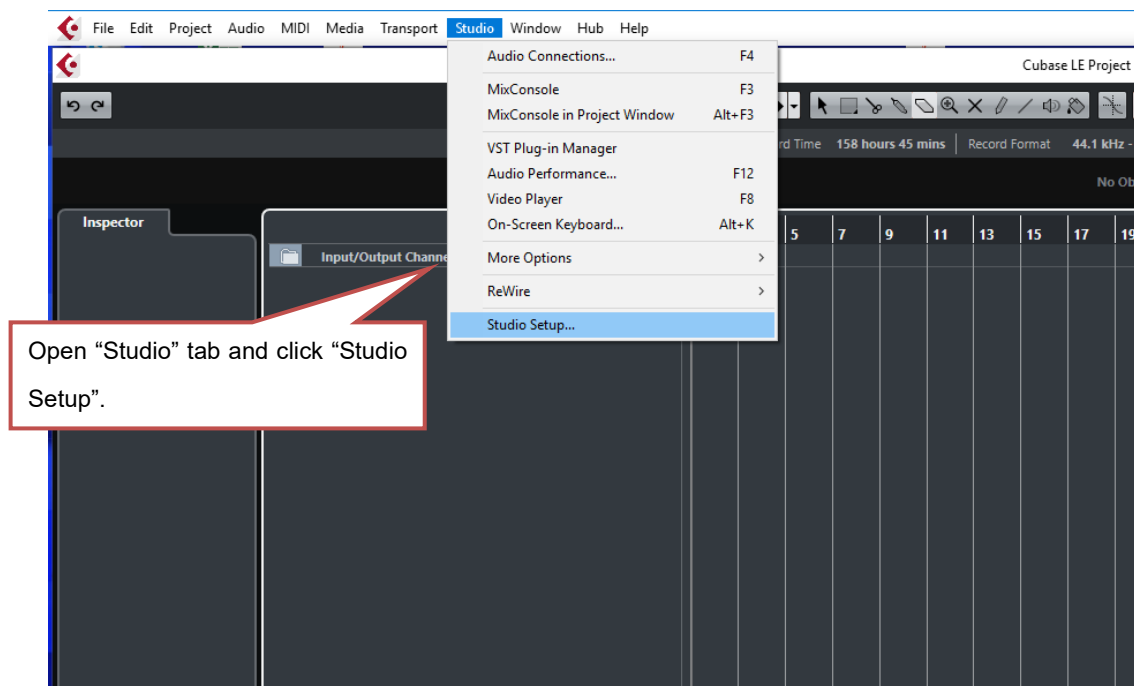 File Edit Project Audio MIDI Media Transport Studio Window Hub Help
Audio Connections... F4
Cubase LE Project
MixConsole F3
MixConsole in Project Window Alt+F3
VST Plug-in Manager
rd Time 158 hours 45 mins Record Format 44.1 kHz -
Audio Performance... F12
No Ob
Video Player F8
On-Screen Keyboard... Alt+K
Inspector
5 7 9 11 13 15 17 19
Input/Output Channe
More Options >
ReWire >
Studio Setup...
Open “Studio” tab and click “Studio
Setup”.